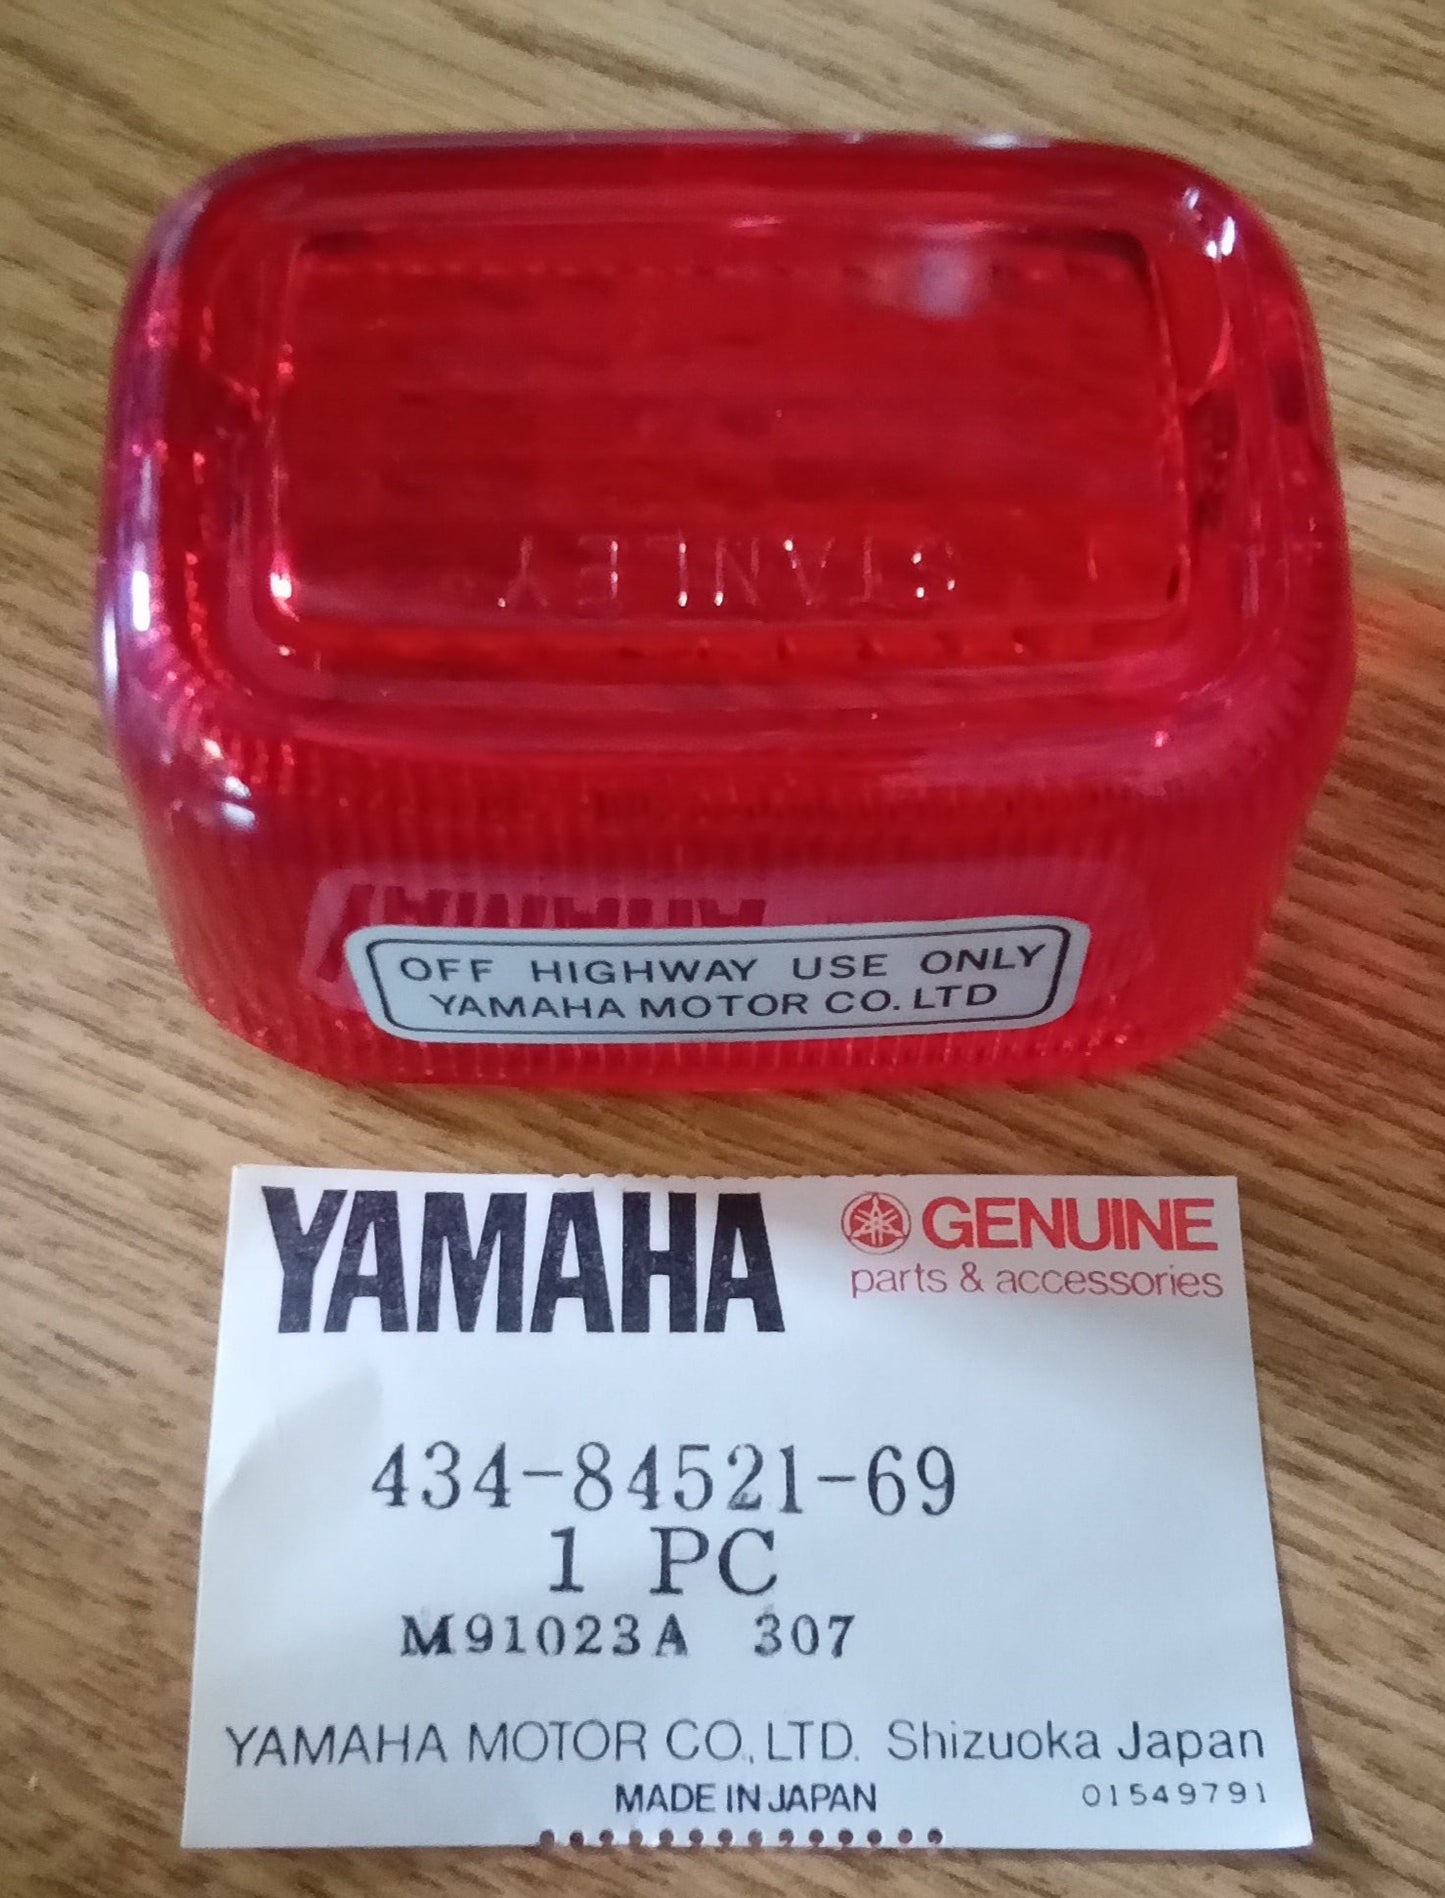 STANLEY
OFF HIGHWAY USE ONLY
YAMAHA MOTOR CO. LTD
YAMAHA
GENUINE
parts & accessories
434-84521-69
1 PC
M91023A 307
YAMAHA MOTOR CO., LTD. Shizuoka Japan
MADE IN JAPAN
01549791